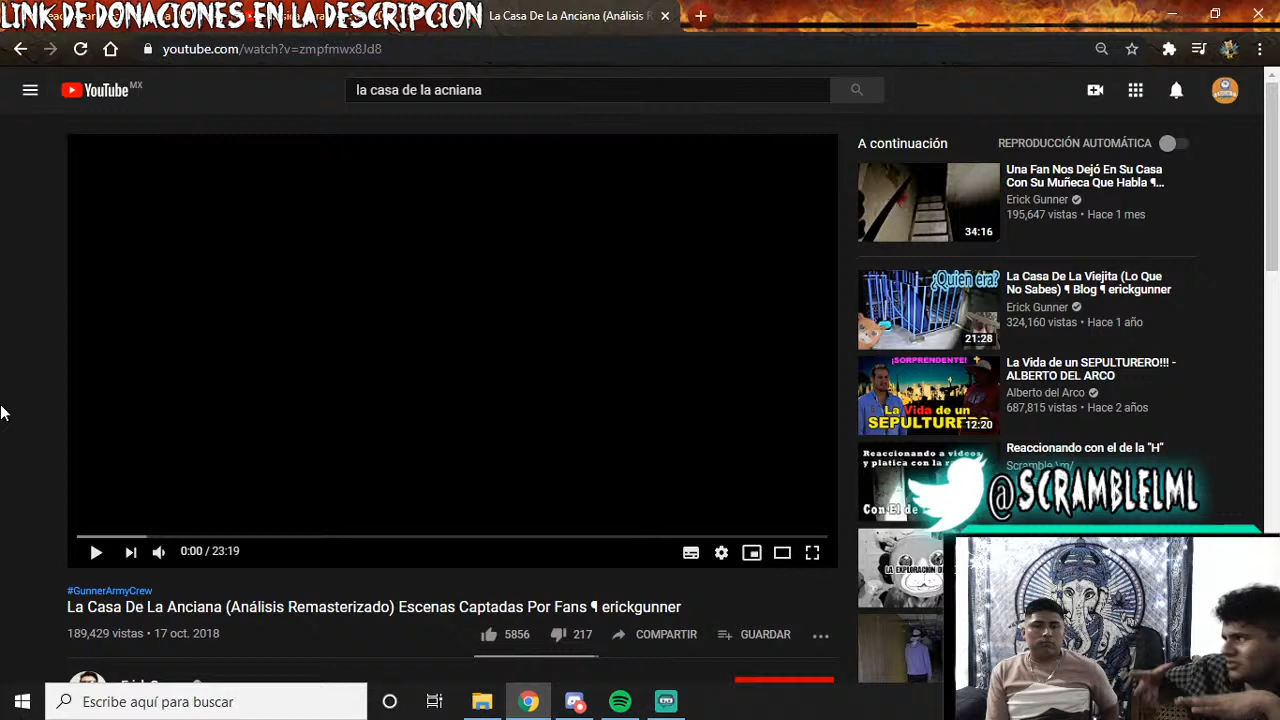 LINK DE DONACIONES EN LA DESCRIPCION
La Casa De La Anciana (Análisis R
youtube.com/watch?v=zmpfmwx8Jd8
YouTube MX
la casa de la acniana
A continuación
REPRODUCCIÓN AUTOMÁTICA
Una Fan Nos Dejó En Su Casa
Con Su Muñeca Que Habla ¶...
Erick Gunner
195,647 vistas • Hace 1 mes
34:16
¿Quien era?
La Casa De La Viejita (Lo Que
No Sabes) ¶ Blog ¶ erickgunner
Erick Gunner
324,160 vistas • Hace 1 año
21:28
¡SORPRENDENTE!
La Vida de un
SEPULTURERO
12:20
La Vida de un SEPULTURERO!!! -
ALBERTO DEL ARCO
Alberto del Arco
687,815 vistas • Hace 2 años
Reaccionando a videos
y platica con la
Con El de
Reaccionando con el de la "H"
Scramble \m/
@SCRAMBLELML
LA EXPLORACION DE
0:00 / 23:19
#GunnerArmyCrew
La Casa De La Anciana (Análisis Remasterizado) Escenas Captadas Por Fans ¶ erickgunner
189,429 vistas • 17 oct. 2018
5856
217
COMPARTIR
GUARDAR
Escribe aquí para buscar